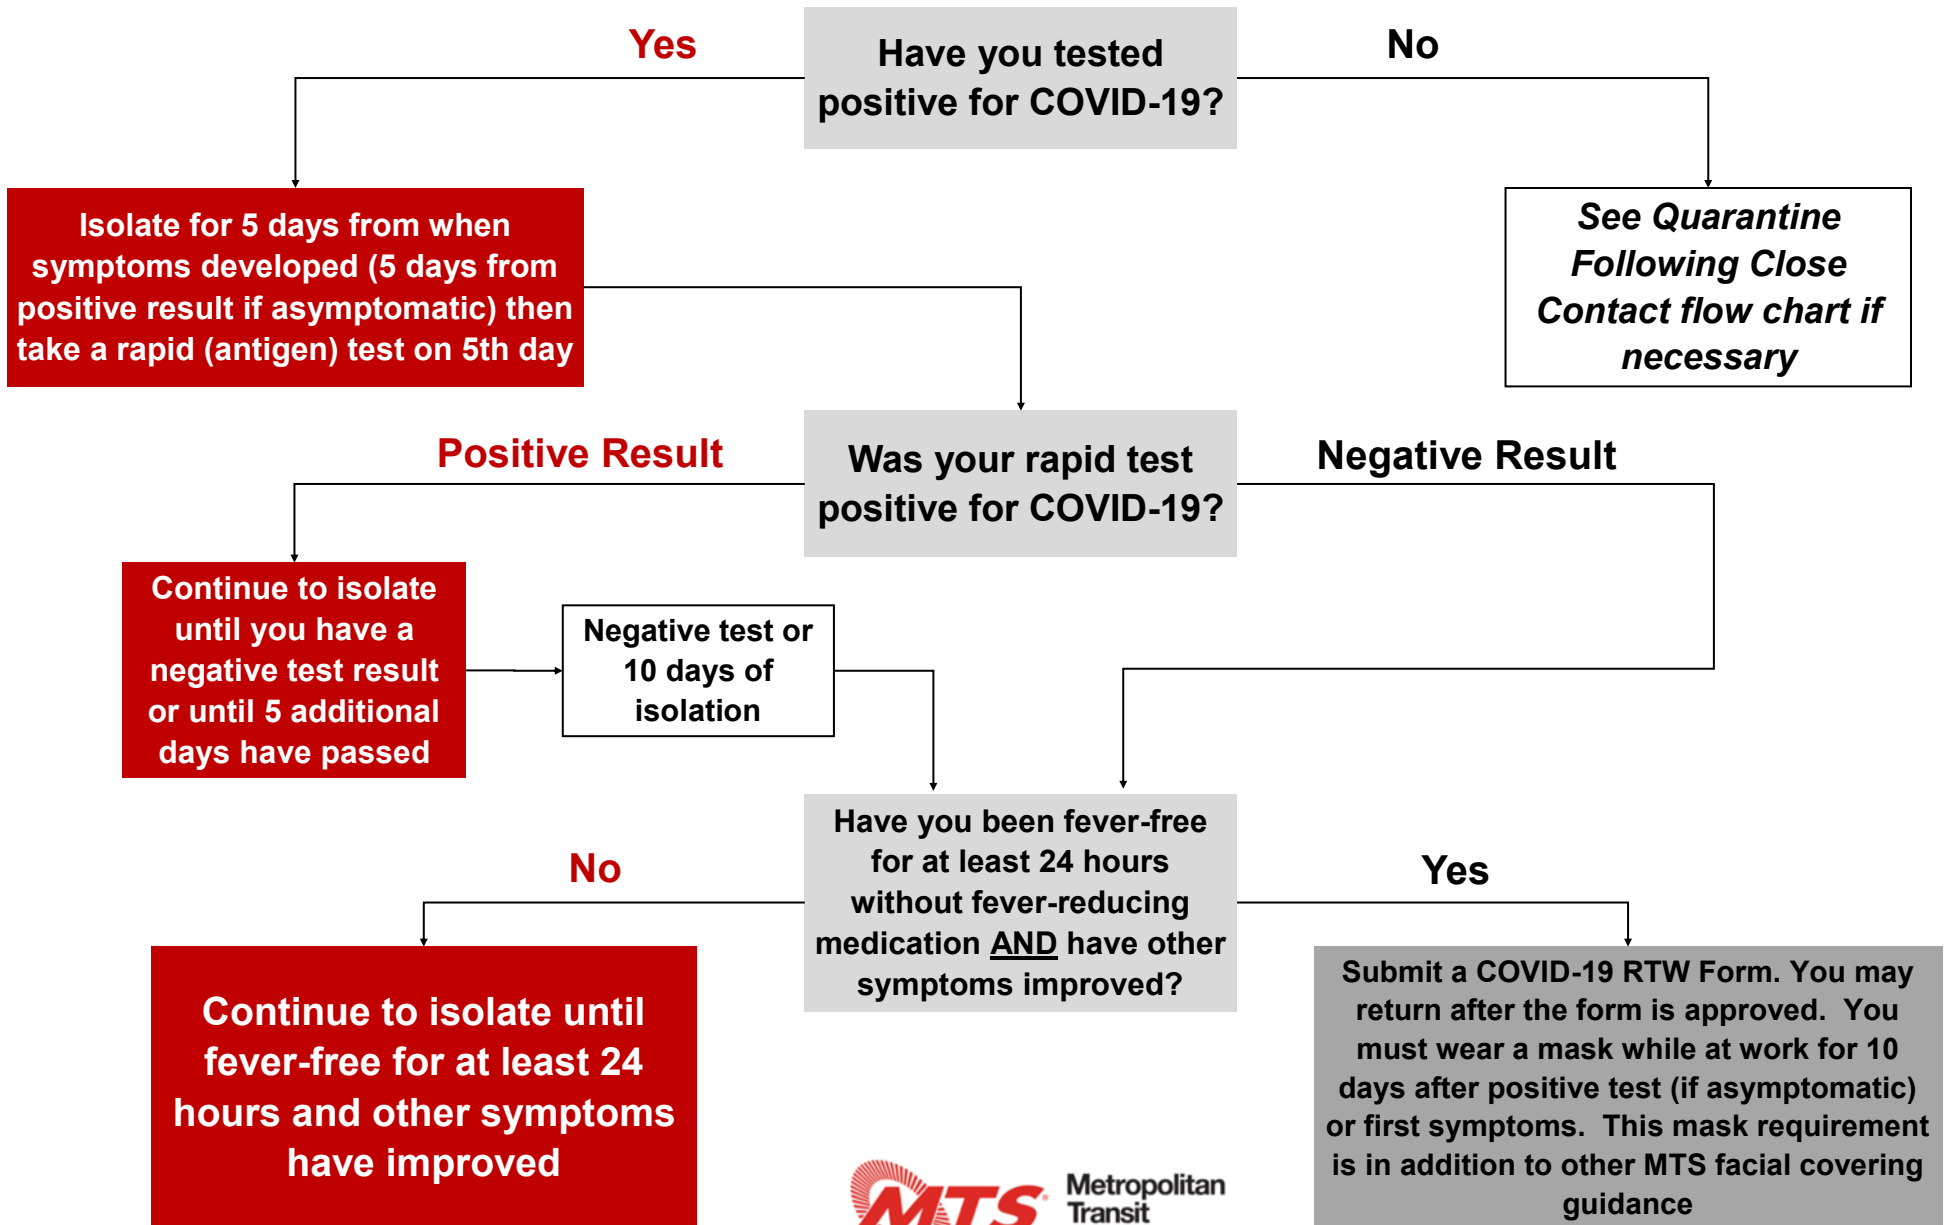 Yes
Have you tested
positive for COVID-19?
No
Isolate for 5 days from when
symptoms developed (5 days from
positive result if asymptomatic) then
take a rapid (antigen) test on 5th day
See Quarantine
Following Close
Contact flow chart if
necessary
Positive Result
Was your rapid test
positive for COVID-19?
Negative Result
Continue to isolate
until you have a
negative test result
or until 5 additional
days have passed
Negative test or
10 days of
isolation
Have you been fever-free
for at least 24 hours
without fever-reducing
medication AND have other
symptoms improved?
No
Yes
Continue to isolate until
fever-free for at least 24
hours and other symptoms
have improved
Submit a COVID-19 RTW Form. You may
return after the form is approved.  You
must wear a mask while at work for 10
days after positive test (if asymptomatic)
or first symptoms.  This mask requirement
is in addition to other MTS facial covering
guidance
MTS
Metropolitan
Transit